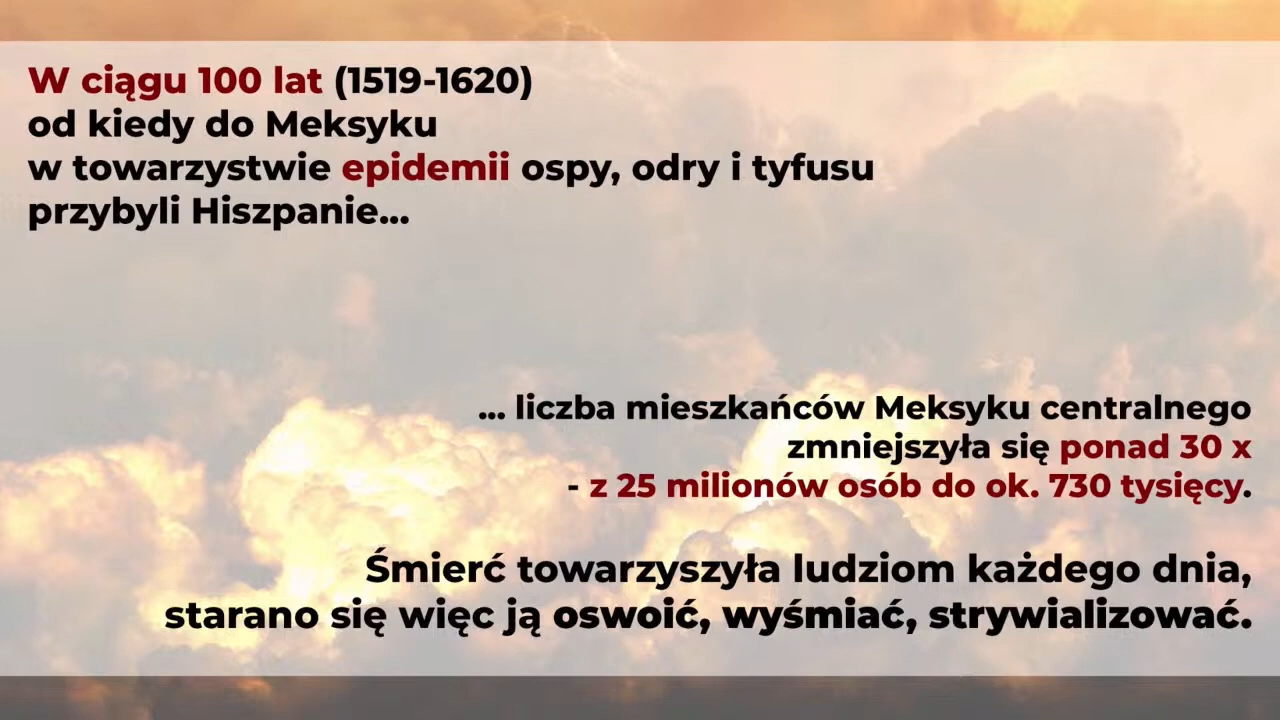 W ciągu 100 lat (1519-1620)
od kiedy do Meksyku
w towarzystwie epidemii ospy, odry i tyfusu
przybyli Hiszpanie...
... liczba mieszkańców Meksyku centralnego
zmniejszyła się ponad 30 x
- z 25 milionów osób do ok. 730 tysięcy.
Śmierć towarzyszyła ludziom każdego dnia,
starano się więc ją oswoić, wyśmiać, strywializować.